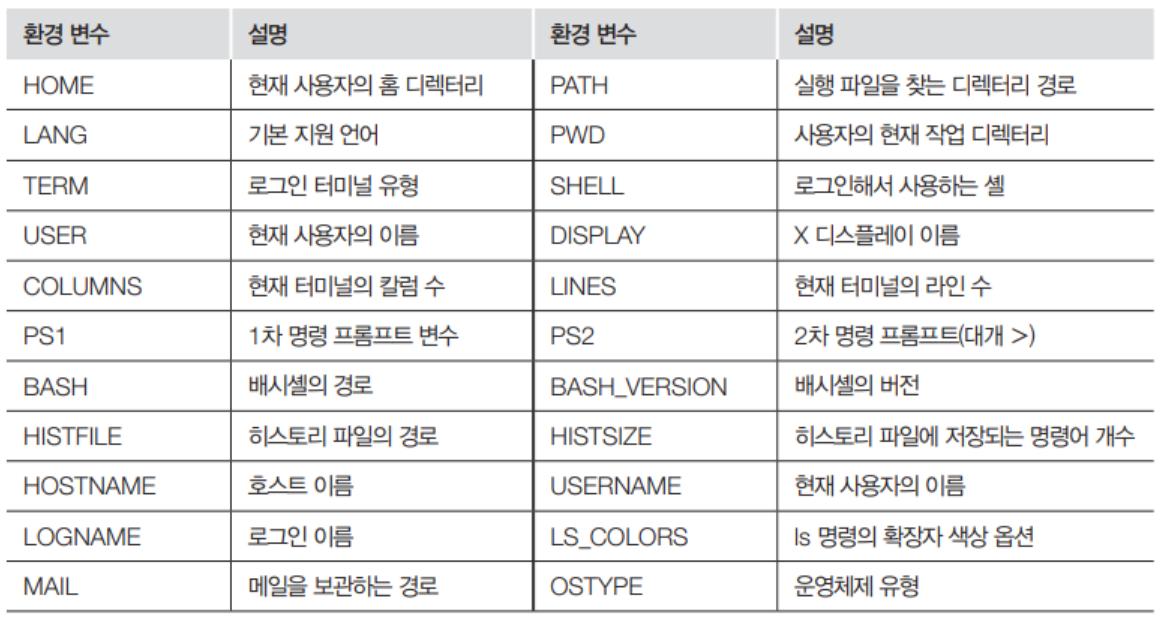 환경 변수 설명 환경 변수 설명
HOME 현재 사용자의 홈 디렉터리 PATH 실행 파일을 찾는 디렉터리 경로
LANG 기본 지원 언어 PWD 사용자의 현재 작업 디렉터리
TERM 로그인 터미널 유형 SHELL 로그인해서 사용하는 셸
USER 현재 사용자의 이름 DISPLAY X 디스플레이 이름
COLUMNS 현재 터미널의 칼럼 수 LINES 현재 터미널의 라인 수
PS1 1차 명령 프롬프트 변수 PS2 2차 명령 프롬프트(대개 >)
BASH 배시셸의 경로 BASH_VERSION 배시셸의 버전
HISTFILE 히스토리 파일의 경로 HISTSIZE 히스토리 파일에 저장되는 명령어 개수
HOSTNAME 호스트 이름 USERNAME 현재 사용자의 이름
LOGNAME 로그인 이름 LS_COLORS ls 명령의 확장자 색상 옵션
MAIL 메일을 보관하는 경로 OSTYPE 운영체제 유형